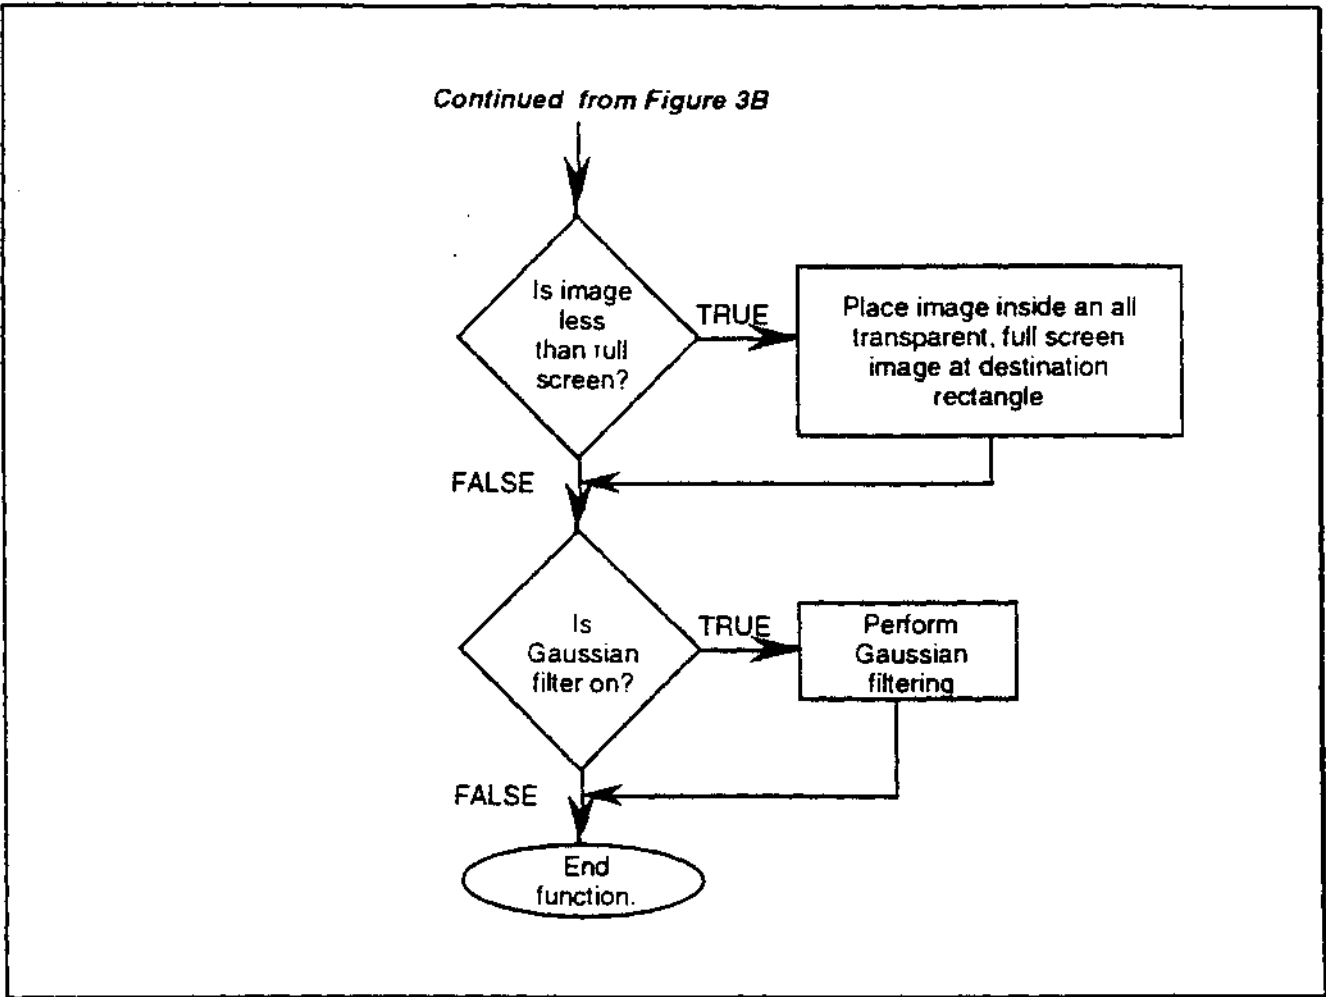 Continued from Figure 3B
Is image
less
than full
screen?
TRUE
Place image inside an all
transparent, full screen
image at destination
rectangle
FALSE
Is
Gaussian
filter on?
TRUE
Perform
Gaussian
filtering
FALSE
End
function.